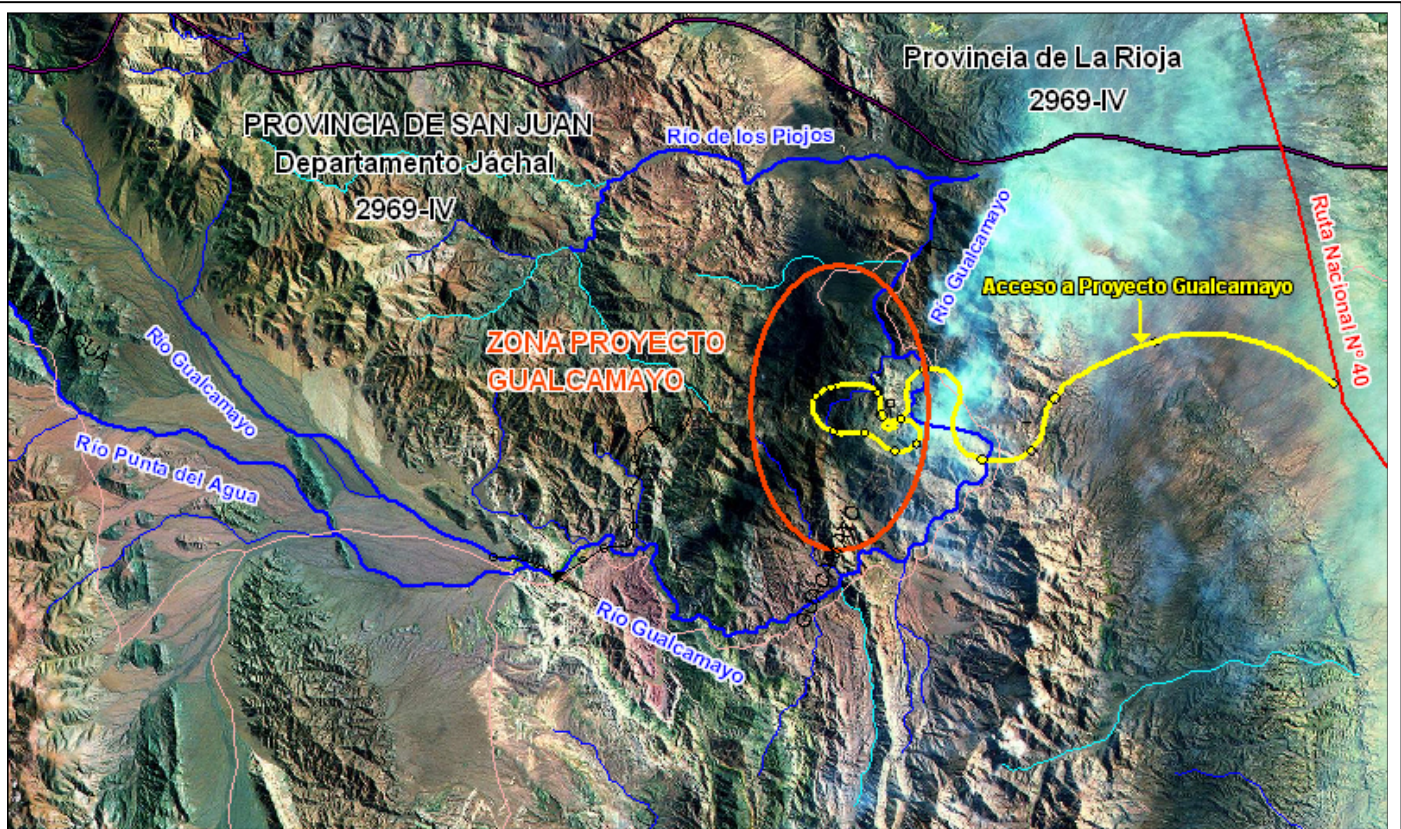 Provincia de La Rioja
2969-IV
PROVINCIA DE SAN JUAN
Departamento Jáchal
2969-IV
Río de los Piojos
Río Gualcamayo
Ruta Nacional Nº 40
Acceso a Proyecto Gualcamayo
ZONA PROYECTO
GUALCAMAYO
Río Gualcamayo
Río Punta del Agua
Río Gualcamayo